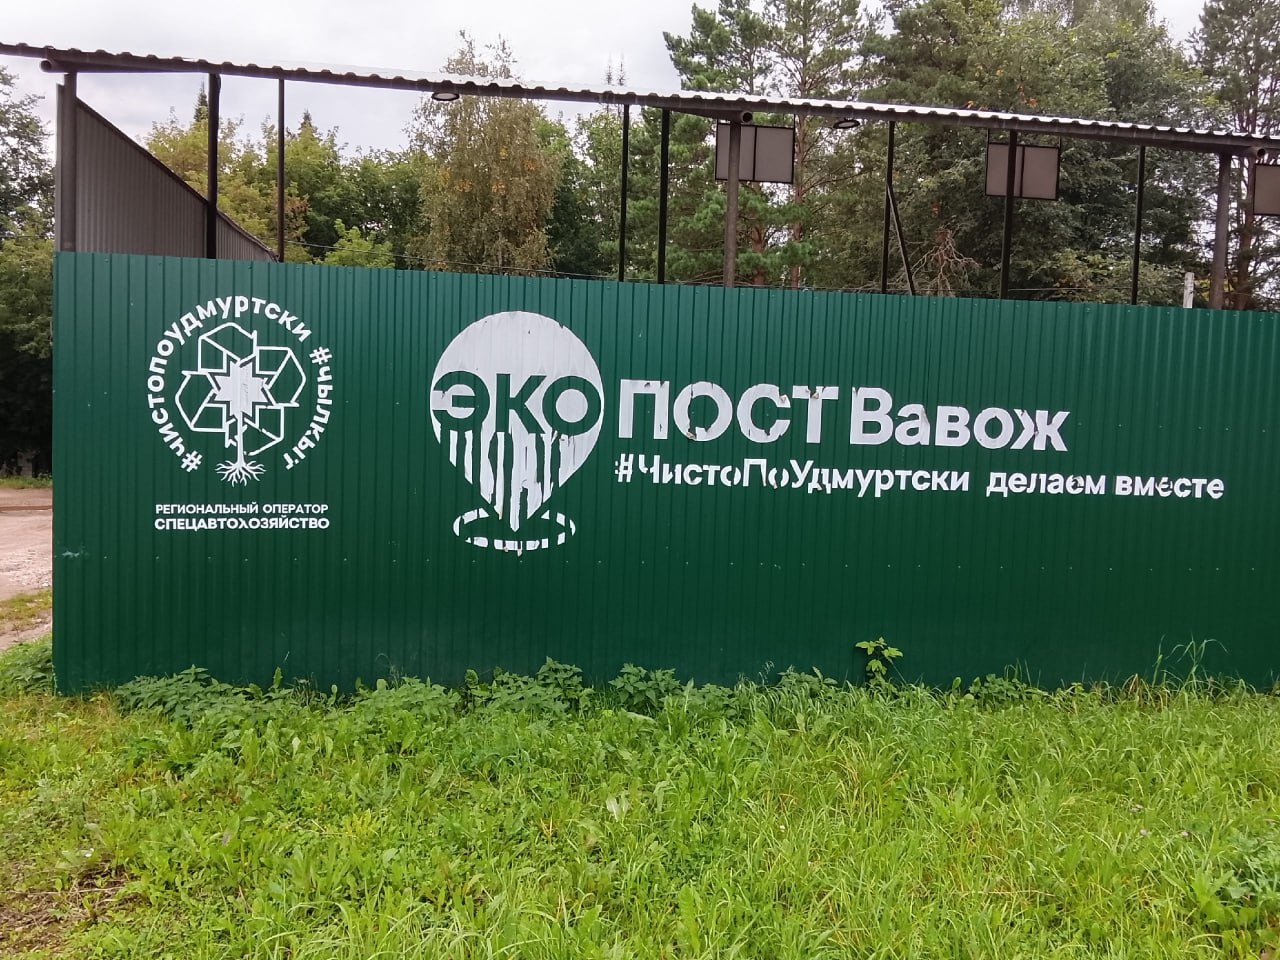 #чистопоудмуртски #чылкыт
РЕГИОНАЛЬНЫЙ ОПЕРАТОР
СПЕЦАВТОХОЗЯЙСТВО
ЭКО ПОСТ Вавож
#ЧистоПоУдмуртски делаем вместе